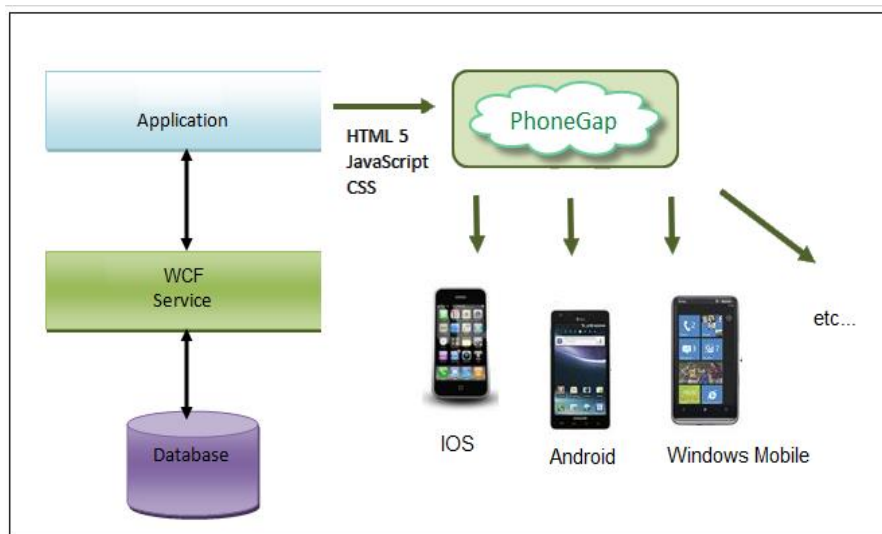 Application
HTML 5
JavaScript
CSS
PhoneGap
WCF
Service
Database
IOS
Android
Windows Mobile
etc...